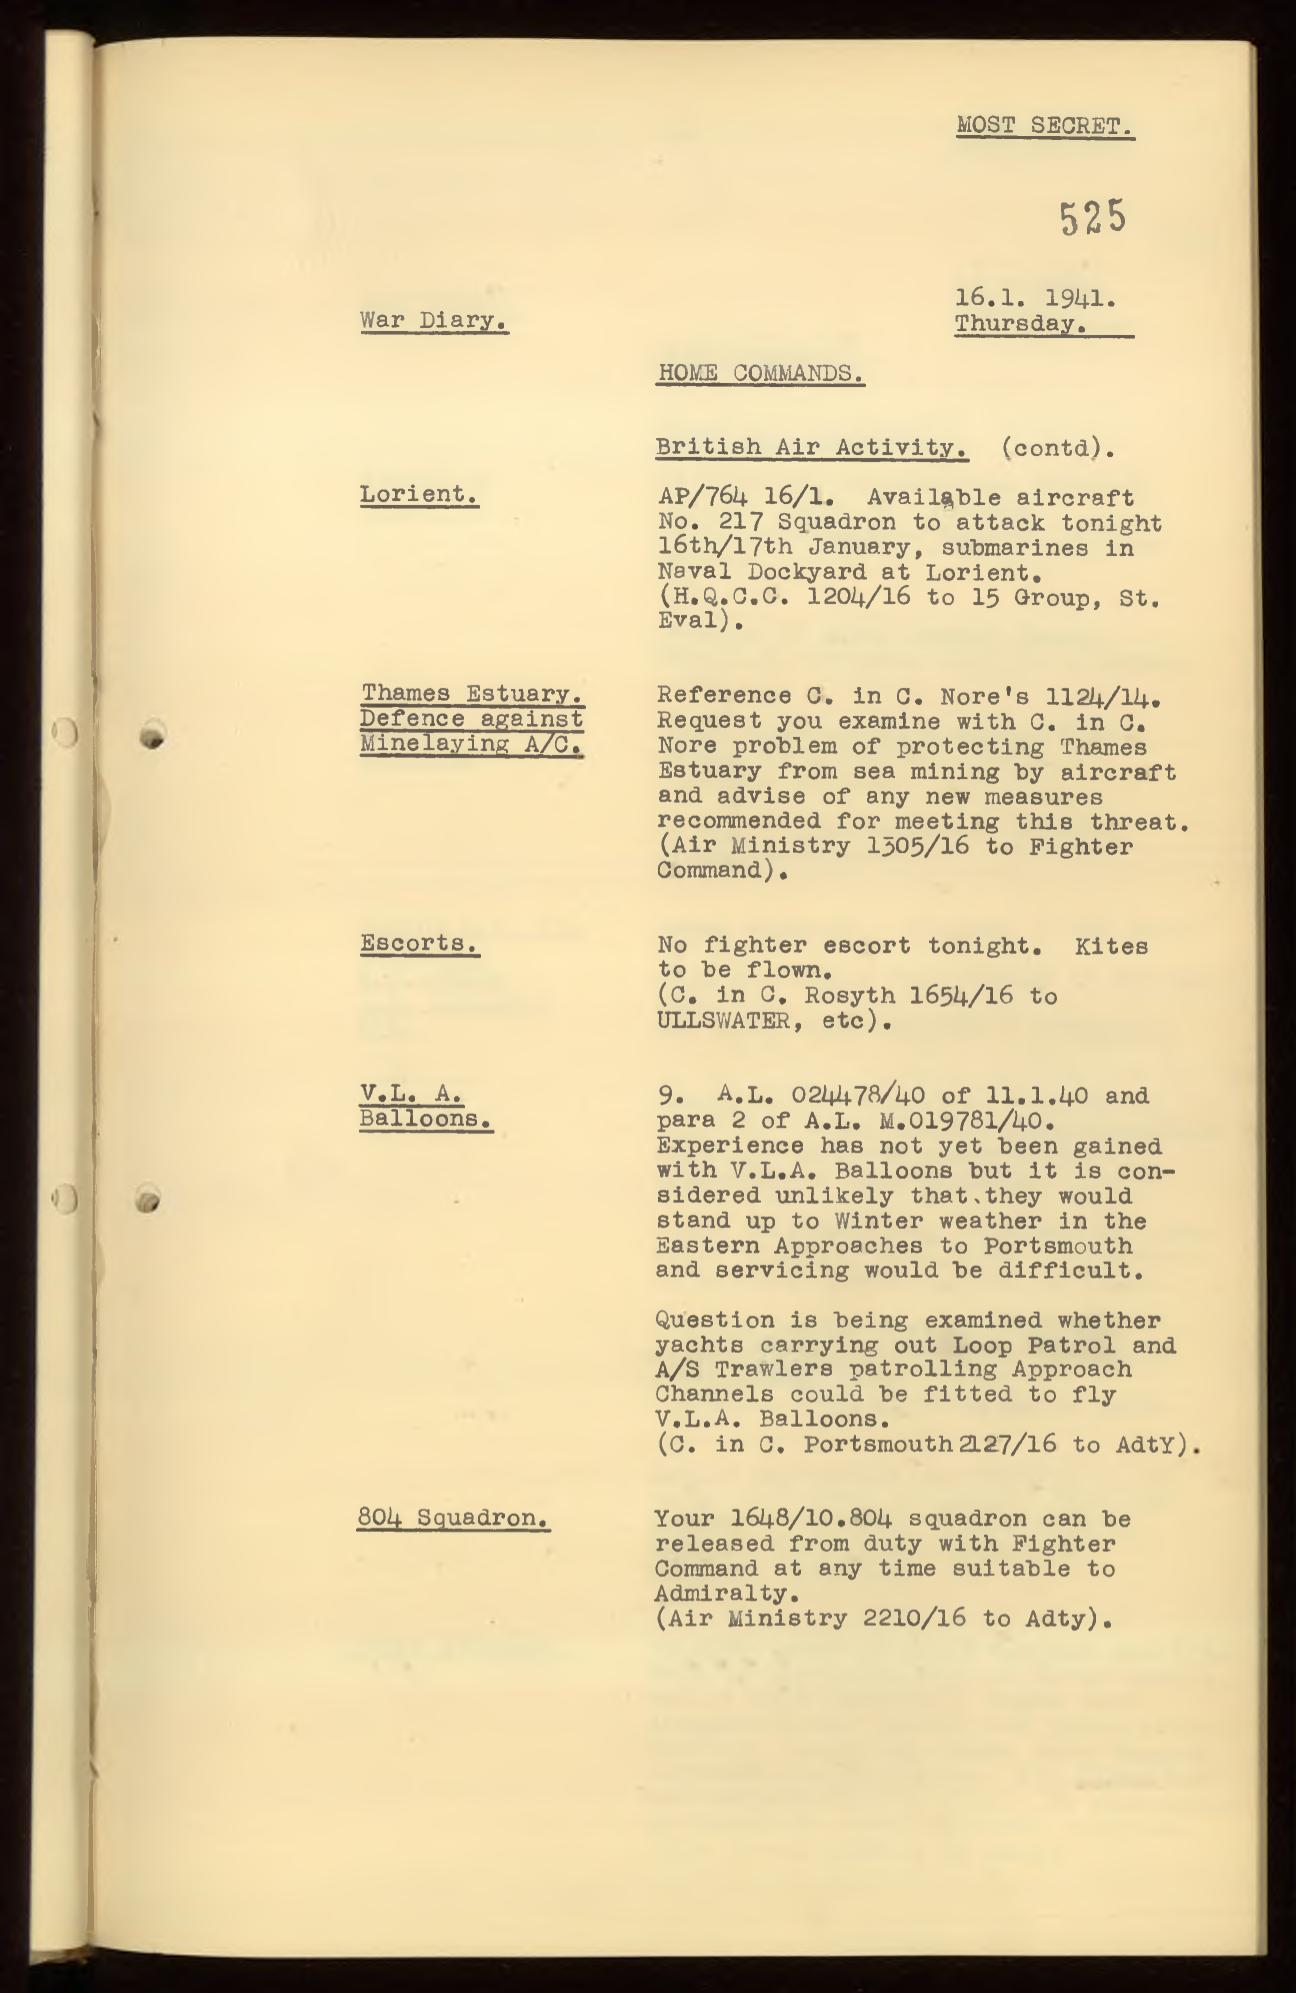 MOST SECRET.
525
16.1. 1941.
War Diary.
Thursday.
HOME COMMANDS.
British Air Activity. (contd).
Lorient.
AP/764 16/1. Available aircraft
No. 217 Squadron to attack tonight
16th/17th January, submarines in
Naval Dockyard at Lorient.
(H.Q.C.C. 1204/16 to 15 Group, St.
Eval).
Thames Estuary.
Defence against
Minelaying A/C.
Reference C. in C. Nore's 1124/14.
Request you examine with C. in C.
Nore problem of protecting Thames
Estuary from sea mining by aircraft
and advise of any new measures
recommended for meeting this threat.
(Air Ministry 1305/16 to Fighter
Command).
Escorts.
No fighter escort tonight. Kites
to be flown.
(C. in C. Rosyth 1654/16 to
ULLSWATER, etc).
V.L. A.
Balloons.
9. A.L. 024478/40 of 11.1.40 and
para 2 of A.L. M.019781/40.
Experience has not yet been gained
with V.L.A. Balloons but it is con-
sidered unlikely that they would
stand up to Winter weather in the
Eastern Approaches to Portsmouth
and servicing would be difficult.
Question is being examined whether
yachts carrying out Loop Patrol and
A/S Trawlers patrolling Approach
Channels could be fitted to fly
V.L.A. Balloons.
(C. in C. Portsmouth 2127/16 to AdtY).
804 Squadron.
Your 1648/10.804 squadron can be
released from duty with Fighter
Command at any time suitable to
Admiralty.
(Air Ministry 2210/16 to Adty).